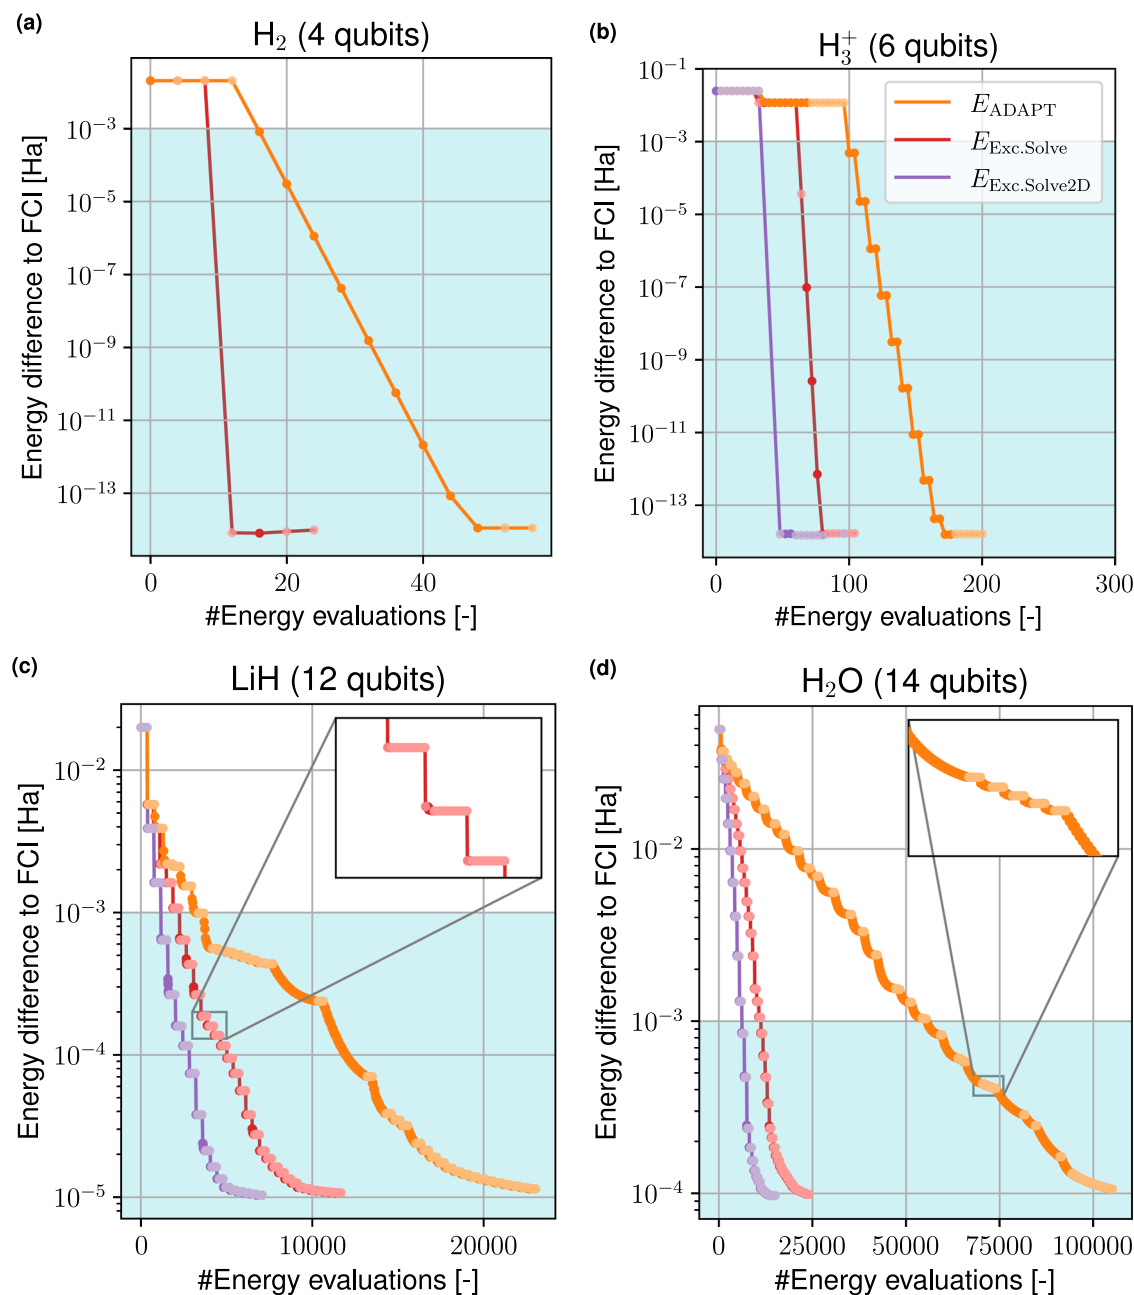 (a)
H₂ (4 qubits)
Energy difference to FCI [Ha]
10⁻³
10⁻⁵
10⁻⁷
10⁻⁹
10⁻¹¹
10⁻¹³
0 20 40
#Energy evaluations [-]
(b)
H₃⁺ (6 qubits)
Energy difference to FCI [Ha]
10⁻¹
10⁻³
10⁻⁵
10⁻⁷
10⁻⁹
10⁻¹¹
10⁻¹³
E_ADAPT
E_Exc.Solve
E_Exc.Solve2D
0 100 200 300
#Energy evaluations [-]
(c)
LiH (12 qubits)
Energy difference to FCI [Ha]
10⁻²
10⁻³
10⁻⁴
10⁻⁵
0 10000 20000
#Energy evaluations [-]
(d)
H₂O (14 qubits)
Energy difference to FCI [Ha]
10⁻²
10⁻³
10⁻⁴
0 25000 50000 75000 100000
#Energy evaluations [-]